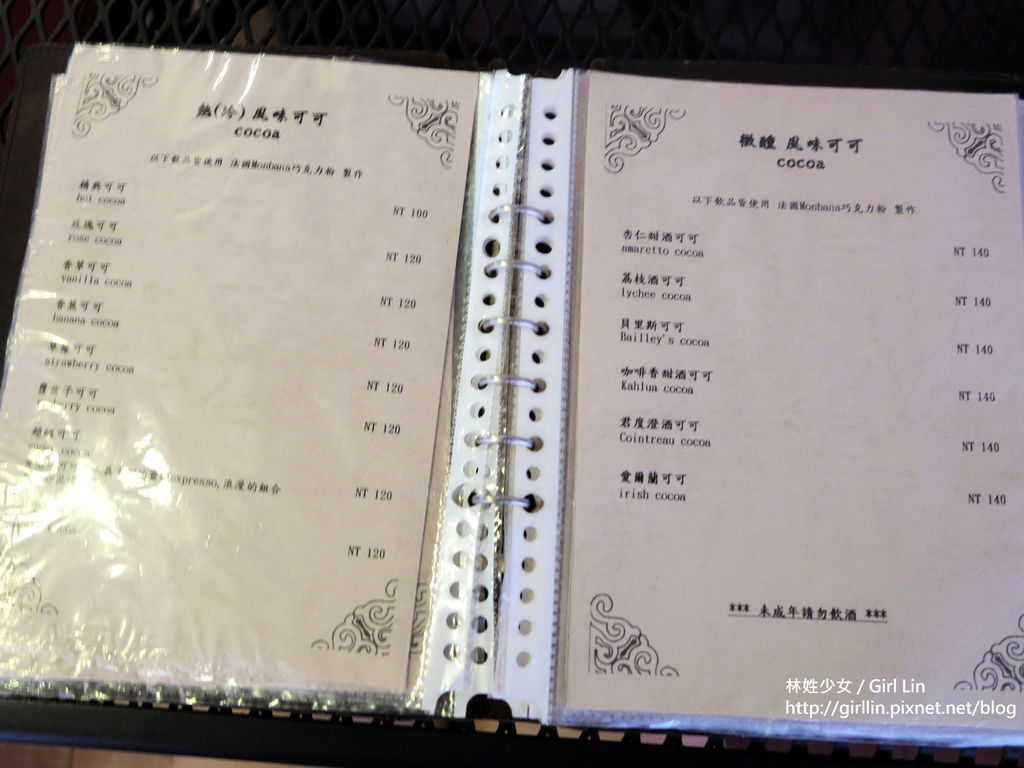 熱(冷) 風味可可
cocoa
以下飲品皆使用 法國Monbana巧克力粉 製作
精典可可
hot cocoa
NT 100
玫瑰可可
rose cocoa
NT 120
香草可可
vanilla cocoa
NT 120
香蕉可可
banana cocoa
NT 120
草莓可可
strawberry cocoa
NT 120
覆盆子可可
cocoa
NT 120
可可
cocoa
expresso,浪漫的組合
NT 120
NT 120
微醺 風味可可
cocoa
以下飲品皆使用 法國Monbana巧克力粉 製作
杏仁甜酒可可
amaretto cocoa
NT 140
荔枝酒可可
lychee cocoa
NT 140
貝里斯可可
Bailley's cocoa
NT 140
咖啡香甜酒可可
Kahlua cocoa
NT 140
君度澄酒可可
Cointreau cocoa
NT 140
愛爾蘭可可
irish cocoa
NT 140
*** 未成年請勿飲酒 ***
林姓少女 / Girl Lin
http://girllin.pixnet.net/blog